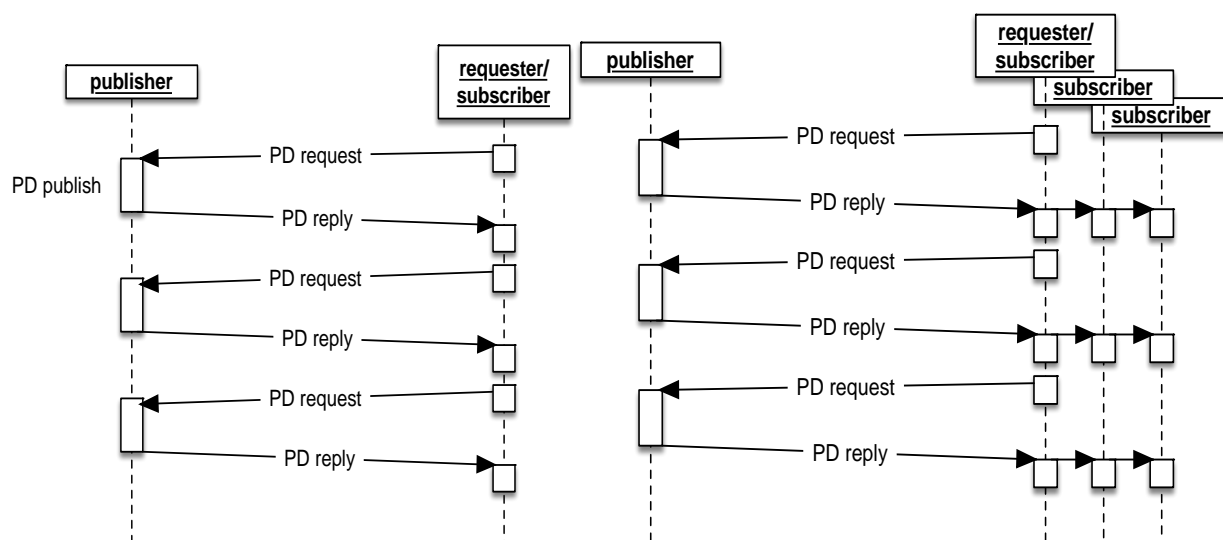 publisher
requester/
subscriber
PD request
PD publish
PD reply
PD request
PD reply
PD request
PD reply
publisher
requester/
subscriber
subscriber
subscriber
PD request
PD reply
PD request
PD reply
PD request
PD reply